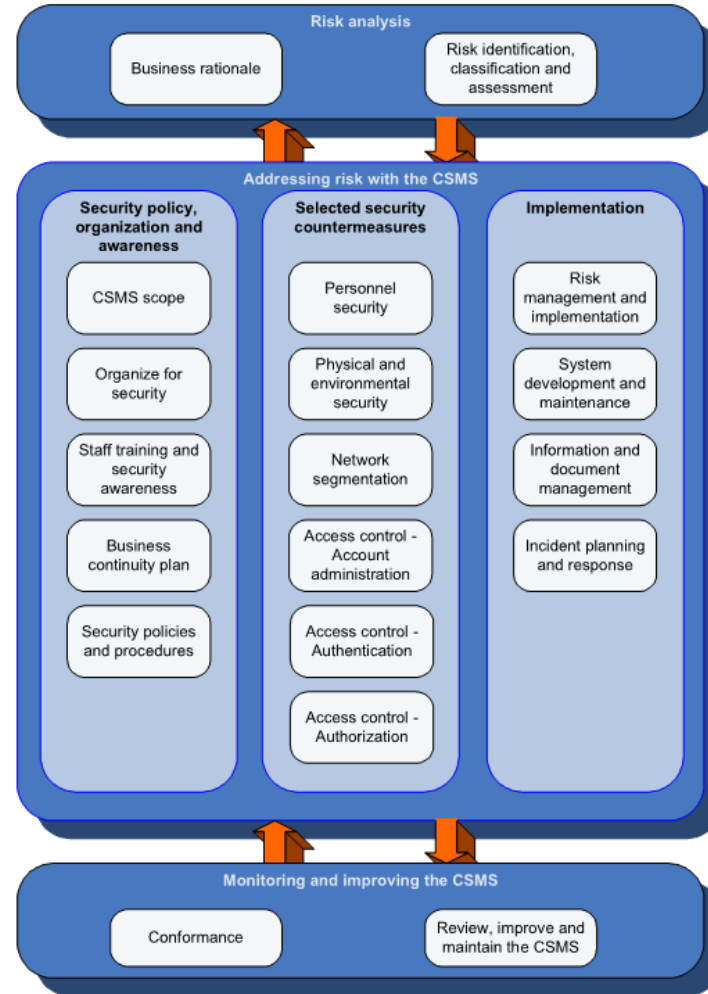 Risk analysis
Business rationale
Risk identification,
classification and
assessment
Addressing risk with the CSMS
Security policy,
organization and
awareness
CSMS scope
Organize for
security
Staff training and
security
awareness
Business
continuity plan
Security policies
and procedures
Selected security
countermeasures
Personnel
security
Physical and
environmental
security
Network
segmentation
Access control -
Account
administration
Access control -
Authentication
Access control -
Authorization
Implementation
Risk
management and
implementation
System
development and
maintenance
Information and
document
management
Incident planning
and response
Monitoring and improving the CSMS
Conformance
Review, improve and
maintain the CSMS